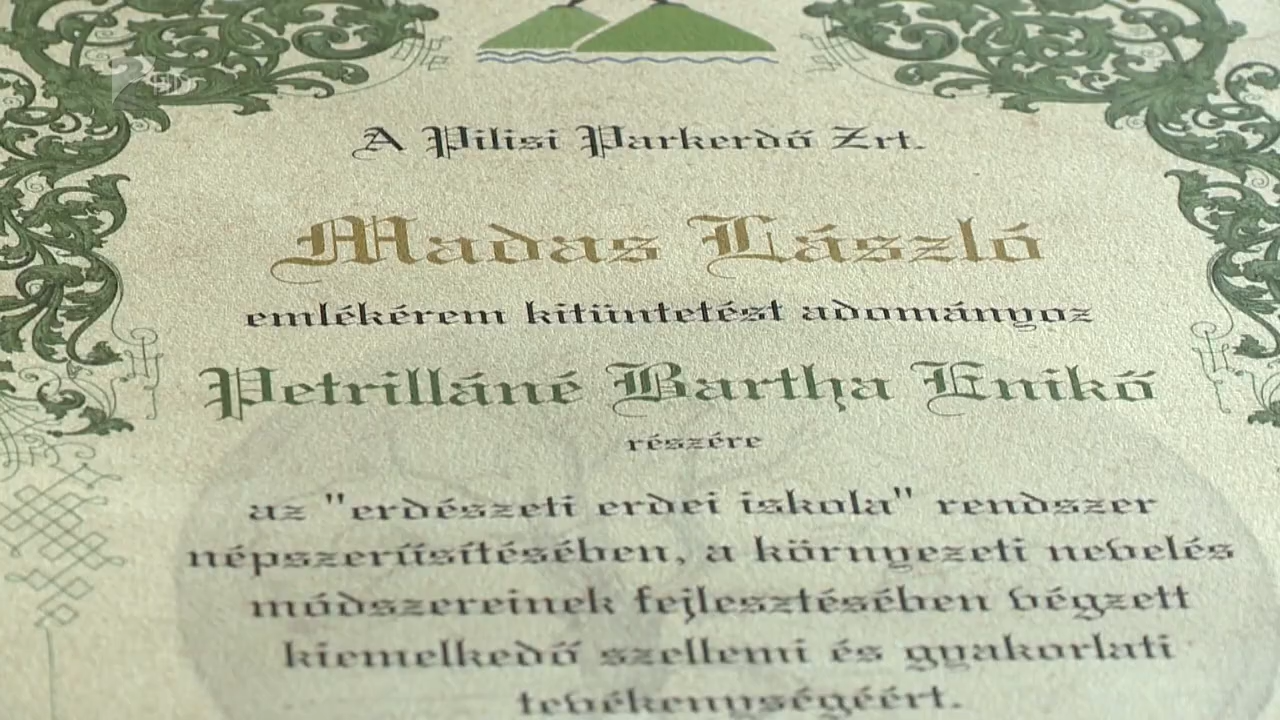 A Pilisi Parkerdő Zrt.
Madas László
emlékérem kitüntetést adományoz
Petrilláné Bartha Enikő
részére
az "erdészeti erdei iskola" rendszer
népszerűsítésében, a környezeti nevelés
módszereinek fejlesztésében végzett
kiemelkedő szellemi és gyakorlati
tevékenységéért.